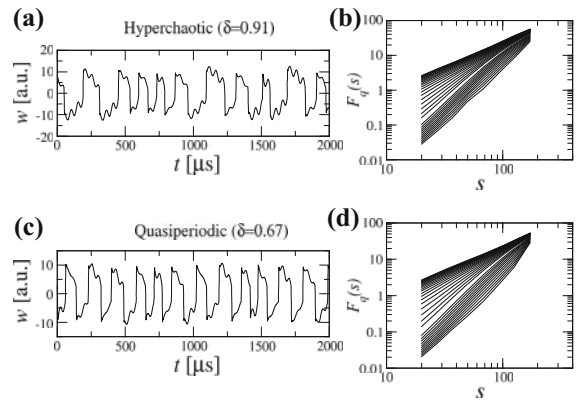 (a)
Hyperchaotic (δ=0.91)
(b)
20
10
0
-10
-20
w [a.u.]
0
500
1000
1500
2000
t [μs]
100
10
1
0.1
0.01
F_q(s)
10
100
s
(c)
Quasiperiodic (δ=0.67)
(d)
10
0
-10
w [a.u.]
0
500
1000
1500
2000
t [μs]
100
10
1
0.1
0.01
F_q(s)
10
100
s